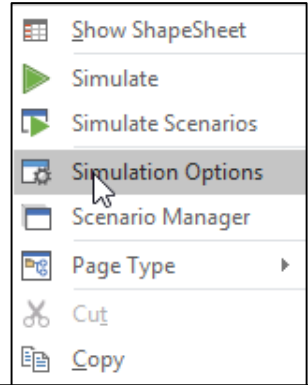 Show ShapeSheet
Simulate
Simulate Scenarios
Simulation Options
Scenario Manager
Page Type
Cut
Copy